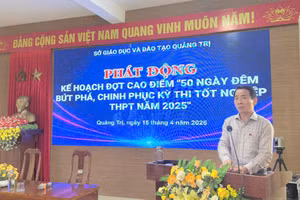 CỘNG SẢN VIỆT NAM QUANG VINH MUÔN NĂM!
SỞ GIÁO DỤC VÀ ĐÀO TẠO QUẢNG TRỊ
PHÁT ĐỘNG
KẾ HOẠCH ĐỢT CAO ĐIỂM "50 NGÀY ĐÊM
BỨT PHÁ, CHINH PHỤC KỲ THI TỐT NGHIỆP
THPT NĂM 2025"
Quảng Trị, ngày 15 tháng 4 năm 2025